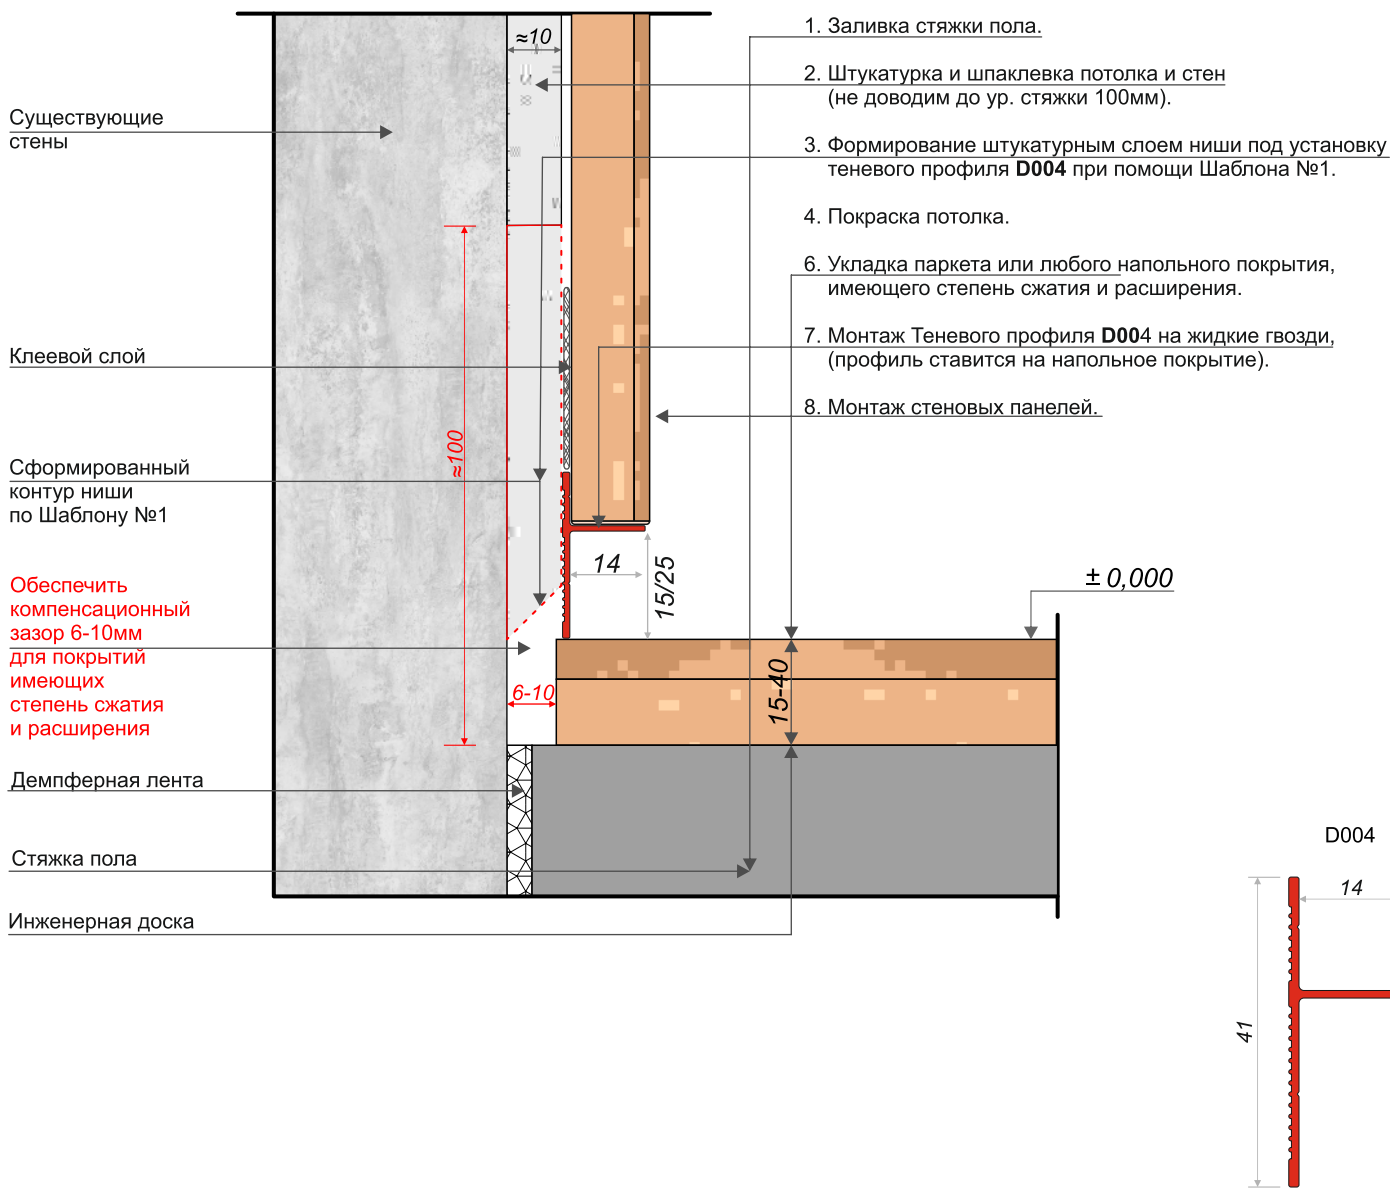 ≈10
1. Заливка стяжки пола.
2. Штукатурка и шпаклевка потолка и стен
(не доводим до ур. стяжки 100мм).
3. Формирование штукатурным слоем ниши под установку
теневого профиля D004 при помощи Шаблона №1.
4. Покраска потолка.
6. Укладка паркета или любого напольного покрытия,
имеющего степень сжатия и расширения.
7. Монтаж Теневого профиля D004 на жидкие гвозди,
(профиль ставится на напольное покрытие).
8. Монтаж стеновых панелей.
Существующие
стены
Клеевой слой
≈100
Сформированный
контур ниши
по Шаблону №1
14
15/25
± 0,000
Обеспечить
компенсационный
зазор 6-10мм
для покрытий
имеющих
степень сжатия
и расширения
6-10
15-40
Демпферная лента
Стяжка пола
Инженерная доска
D004
14
41